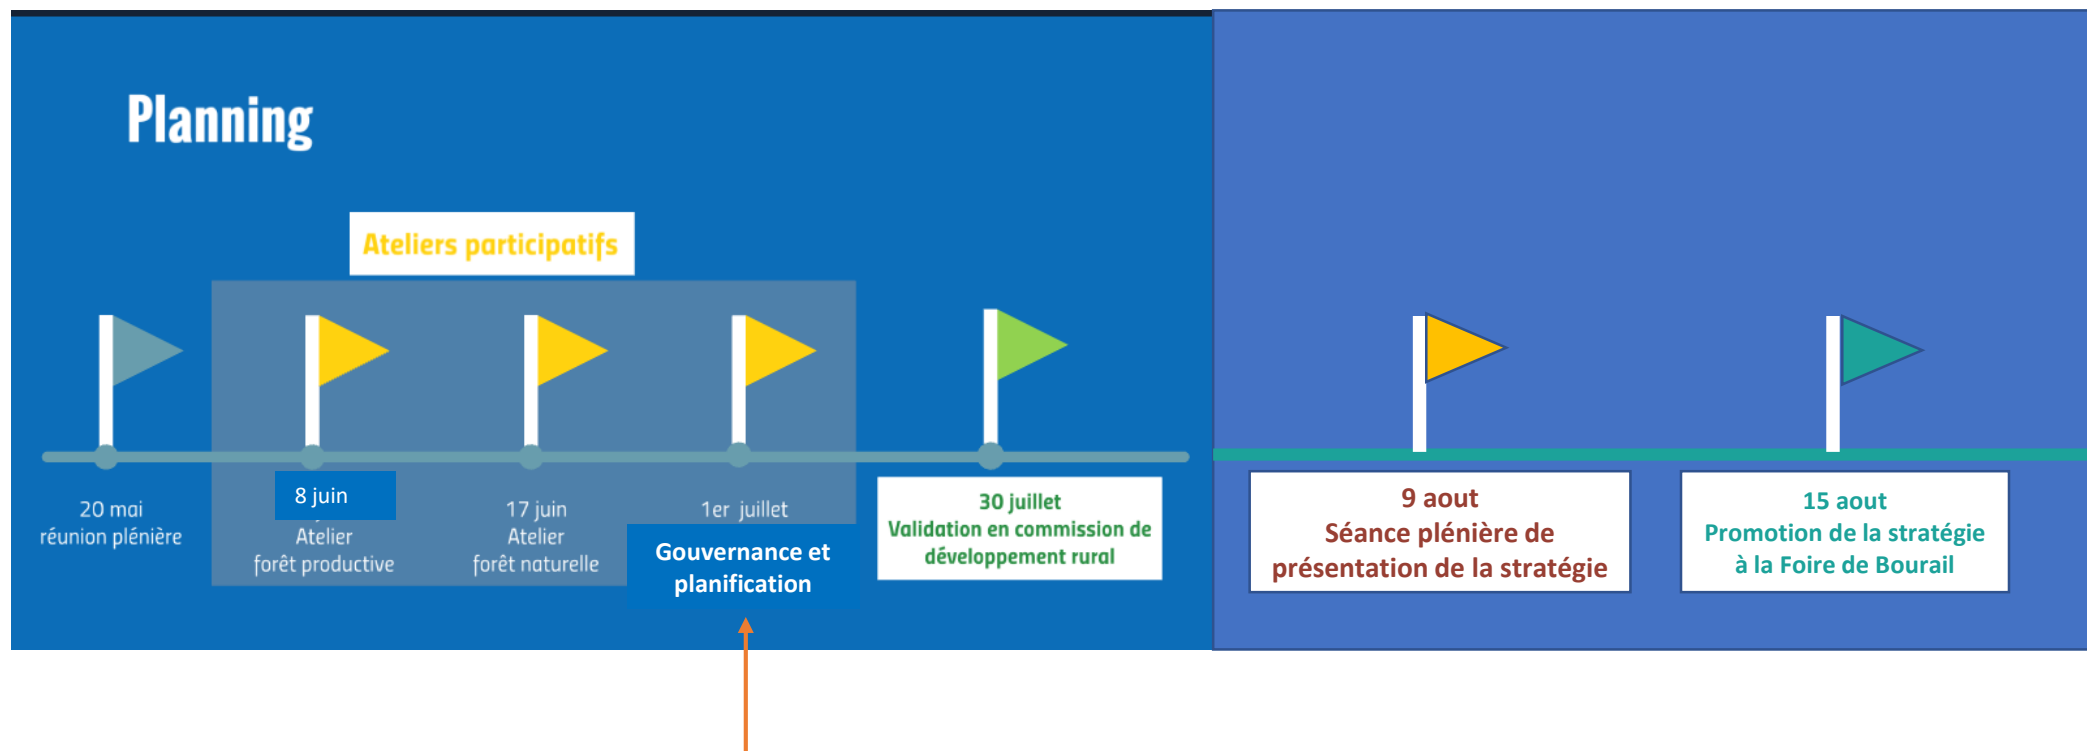 Planning
Ateliers participatifs
20 mai
réunion plénière
8 juin
Atelier
forêt productive
17 juin
Atelier
forêt naturelle
1er juillet
Gouvernance et
planification
30 juillet
Validation en commission de
développement rural
9 aout
Séance plénière de
présentation de la stratégie
15 aout
Promotion de la stratégie
à la Foire de Bourail